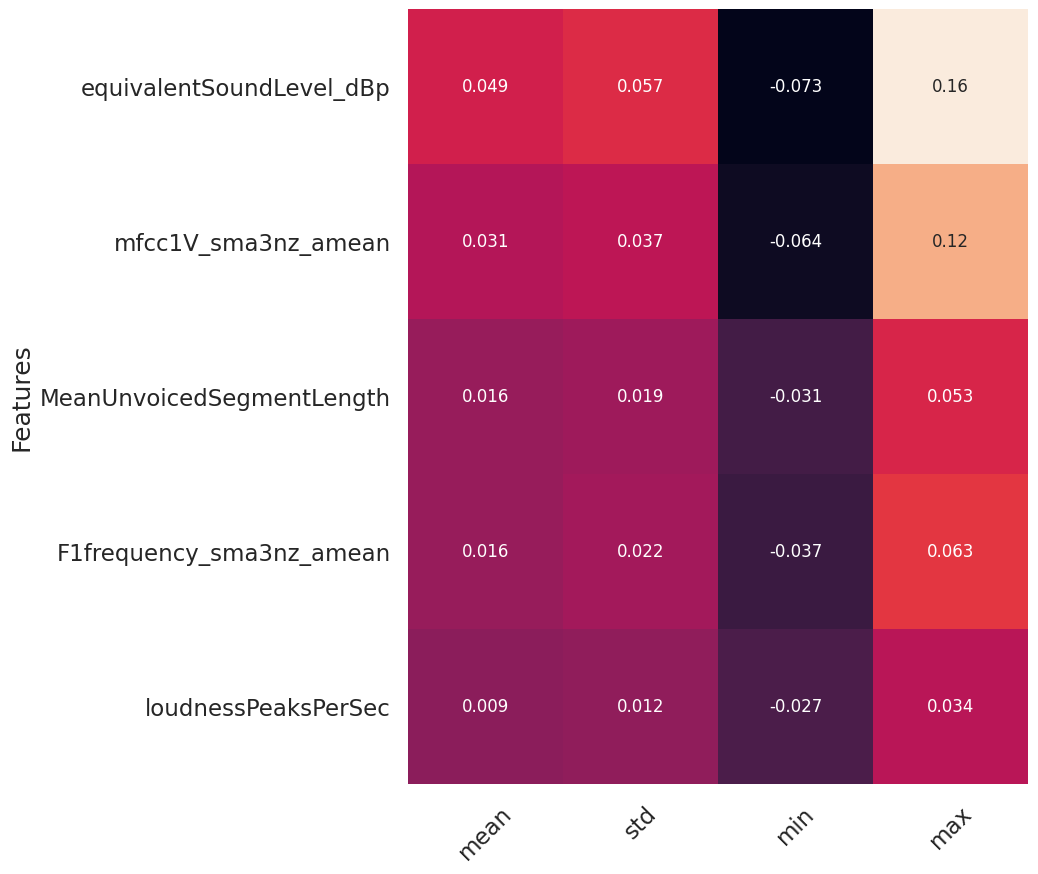 Features
equivalentSoundLevel_dBp 0.049 0.057 -0.073 0.16
mfcc1V_sma3nz_amean 0.031 0.037 -0.064 0.12
MeanUnvoicedSegmentLength 0.016 0.019 -0.031 0.053
F1frequency_sma3nz_amean 0.016 0.022 -0.037 0.063
loudnessPeaksPerSec 0.009 0.012 -0.027 0.034
mean std min max